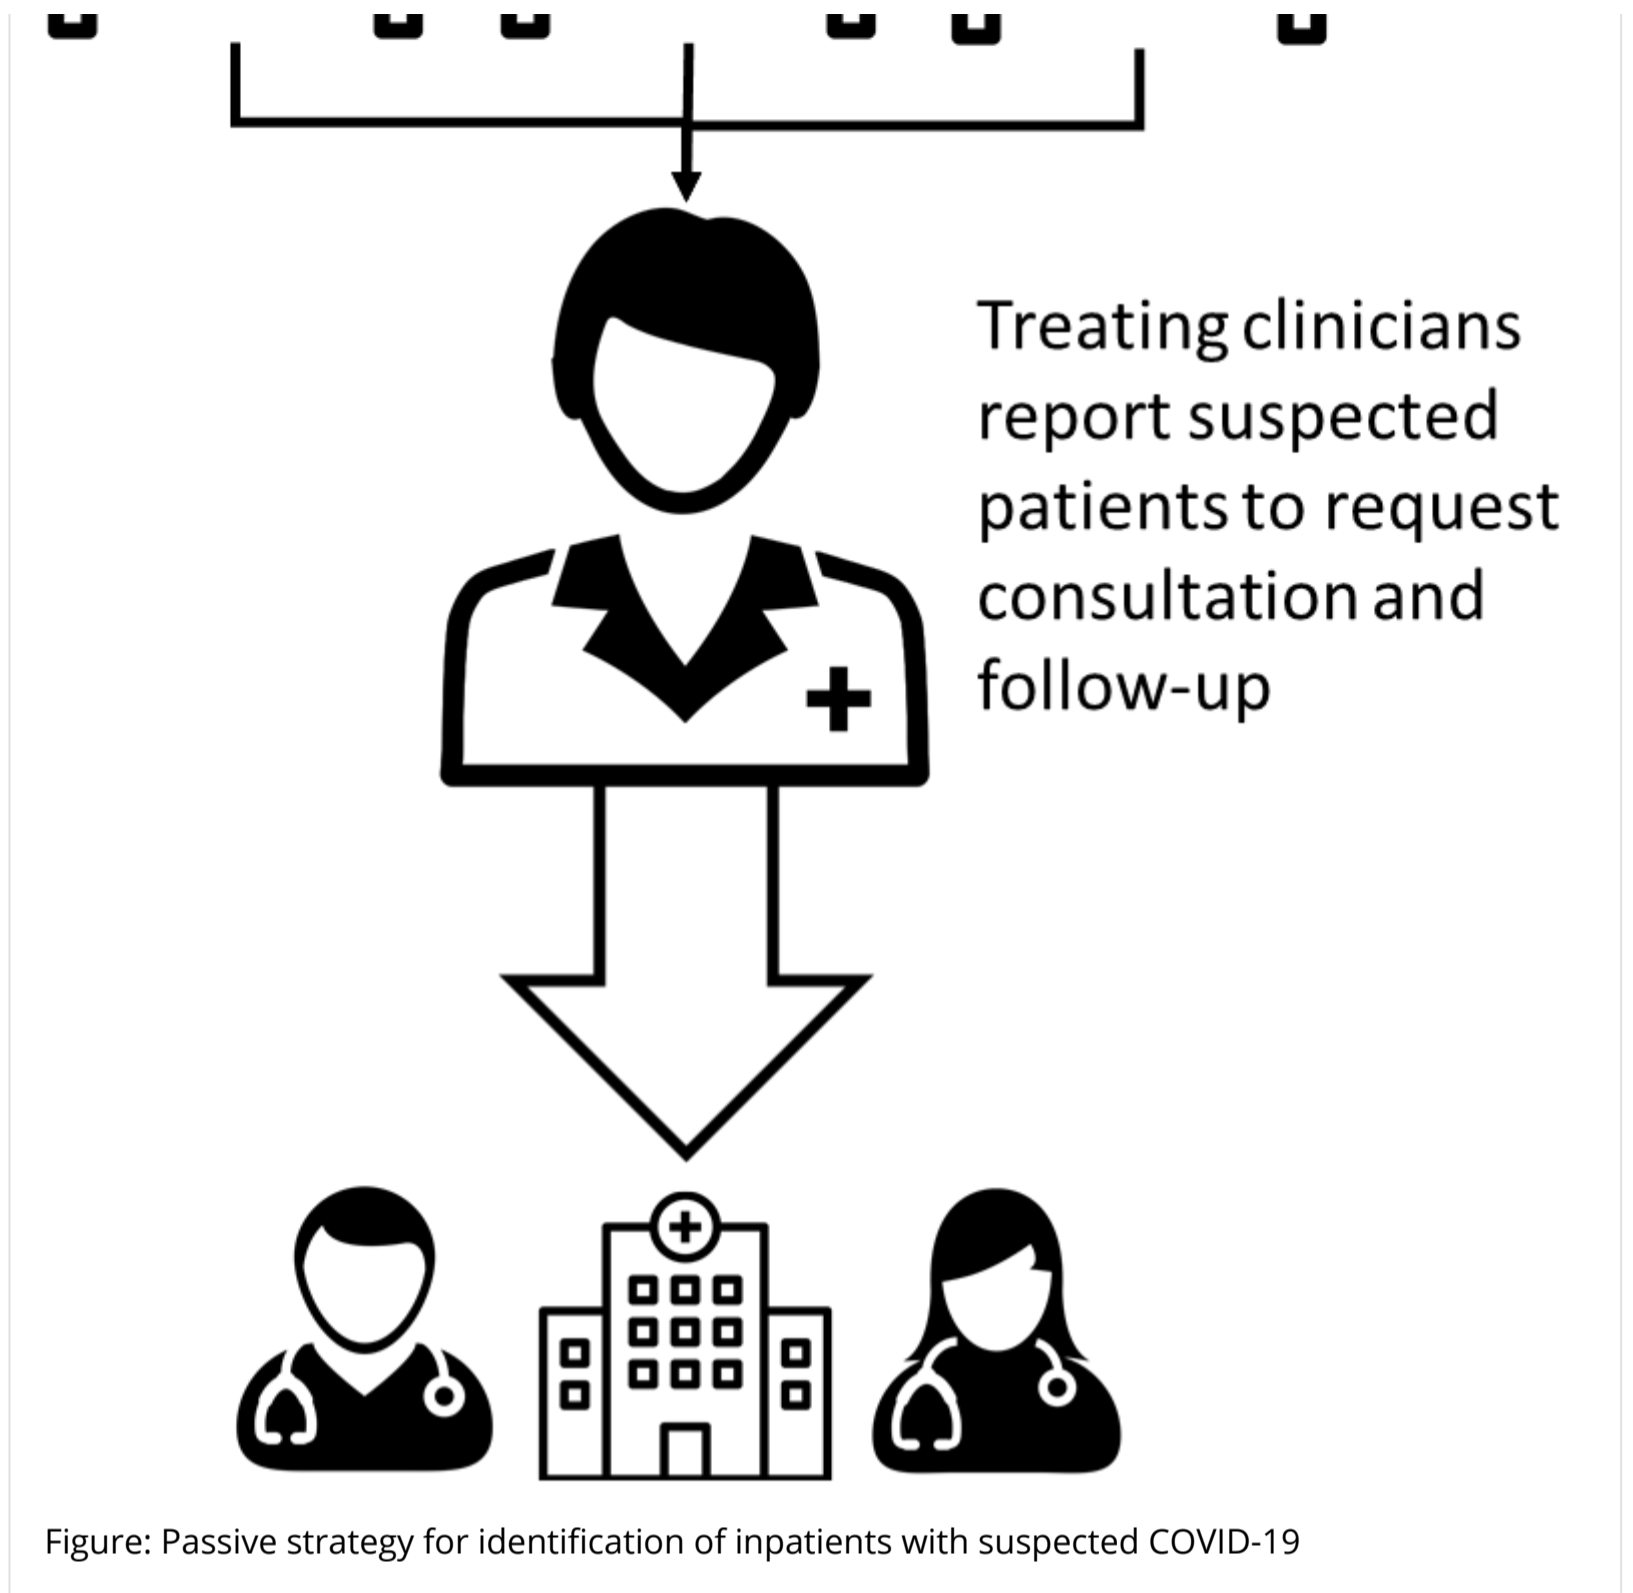 Treating clinicians
report suspected
patients to request
consultation and
follow-up
Figure: Passive strategy for identification of inpatients with suspected COVID-19